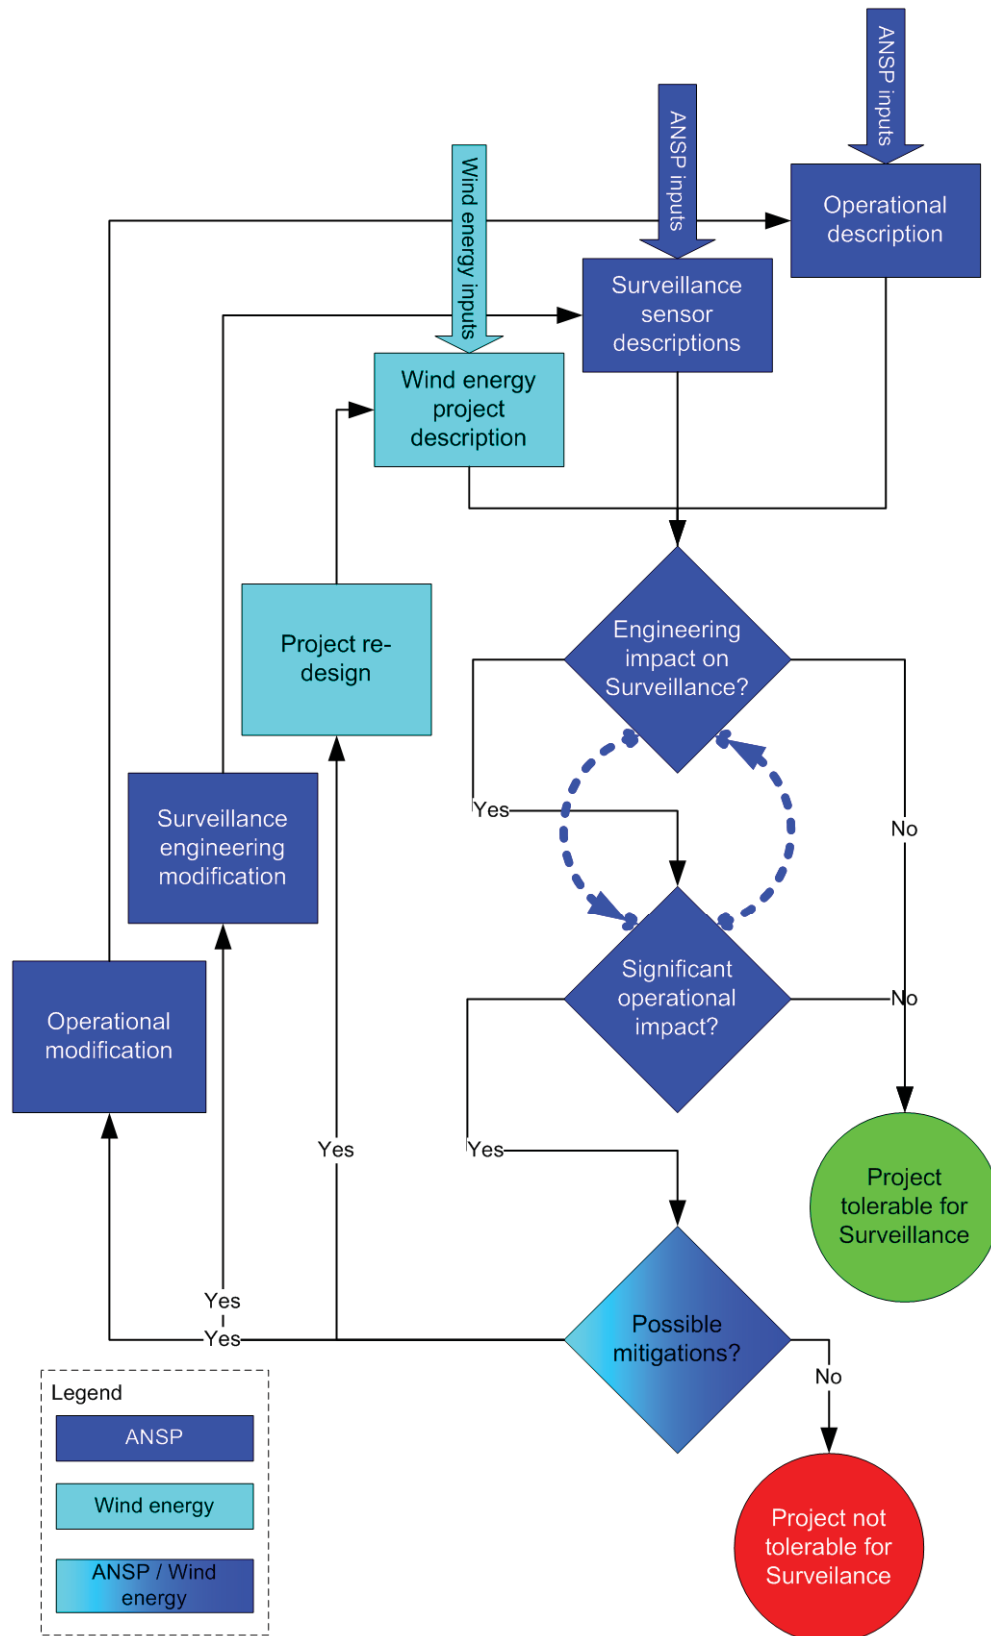 ANSP inputs
ANSP inputs
Wind energy inputs
Operational
description
Surveillance
sensor
descriptions
Wind energy
project
description
Project re-
design
Engineering
impact on
Surveillance?
Surveillance
engineering
modification
Yes
No
Significant
operational
impact?
No
Operational
modification
Yes
Yes
Project
tolerable for
Surveillance
Yes
Yes
Possible
mitigations?
No
Legend
ANSP
Wind energy
ANSP / Wind
energy
Project not
tolerable for
Surveilance